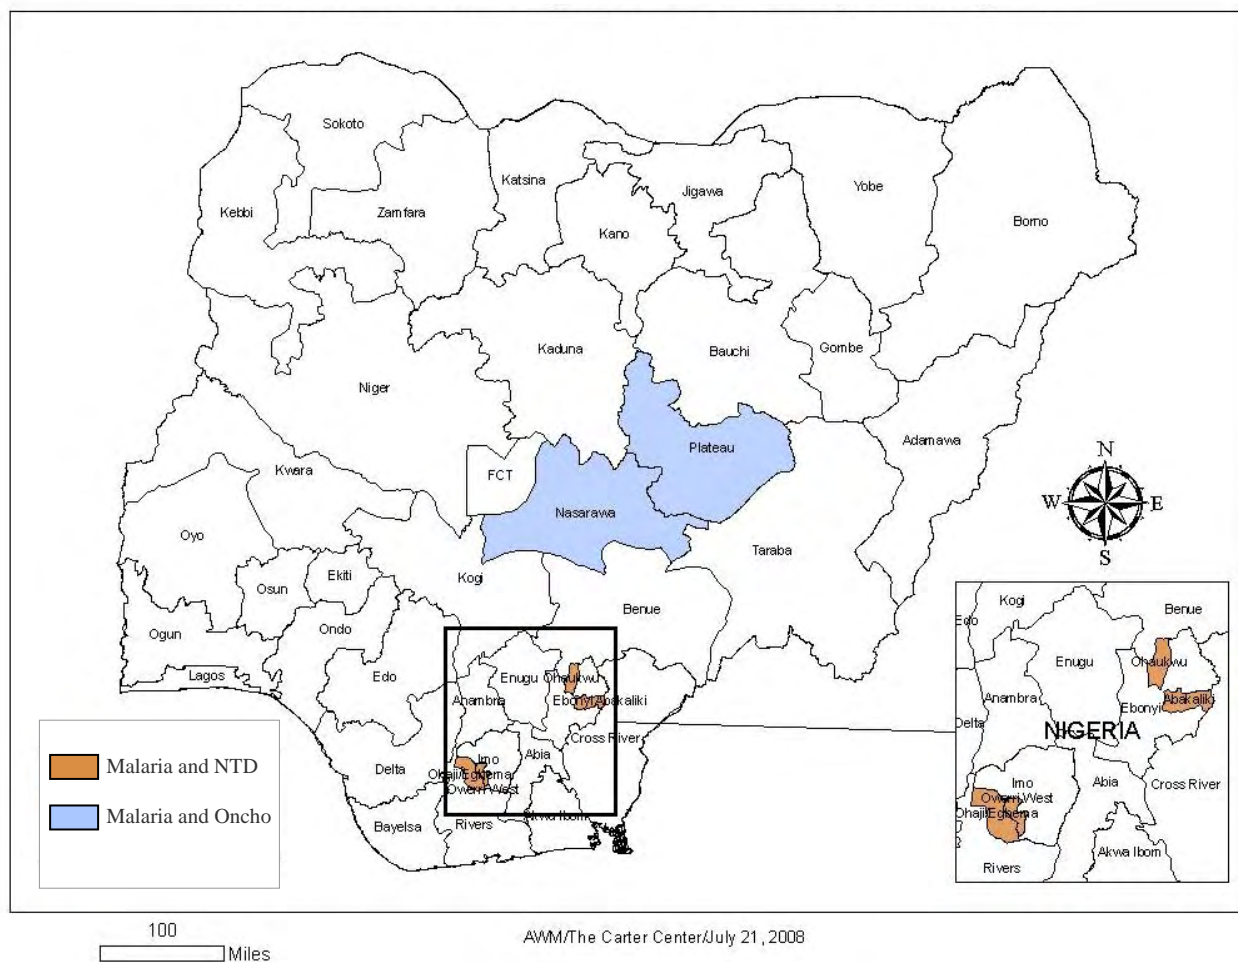 Sokoto
Katsina
Jigawa
Yobe
Kebbi
Zamfara
Kano
Borno
Kaduna
Bauchi
Gombe
Niger
Plateau
Adamawa
N
W E
S
Kwara
FCT
Nasarawa
Oyo
Taraba
Osun
Ekiti
Kogi
Benue
Ogun
Ondo
Lagos
Edo
Enugu
Ohaukwu
Anambra
Ebonyi
Abakaliki
Cross River
Abia
Imo
Delta
Ohaji/Egbema
Owerri West
Bayelsa
Rivers
Akwa Ibom
Kogi
Benue
Edo
Enugu
Ohaukwu
Anambra
Ebonyi
Abakaliki
Delta
NIGERIA
Imo
Abia
Cross River
Owerri West
Ohaji/Egbema
Rivers
Akwa Ibom
Malaria and NTD
Malaria and Oncho
100
Miles
AWM/The Carter Center/July 21, 2008